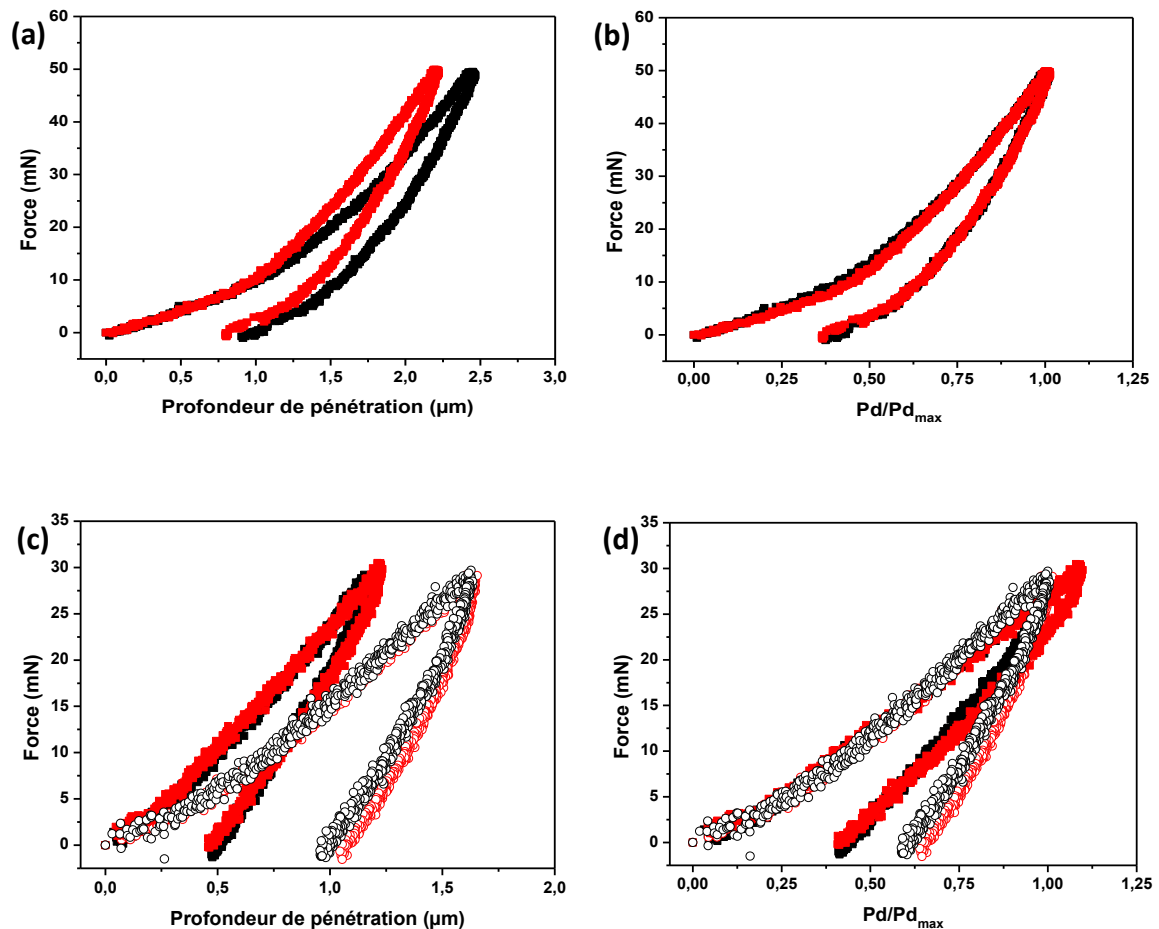 (a)
60
50
40
30
20
10
0
Force (mN)
0,0 0,5 1,0 1,5 2,0 2,5 3,0
Profondeur de pénétration (µm)
(b)
60
50
40
30
20
10
0
Force (mN)
0,00 0,25 0,50 0,75 1,00 1,25
Pd/Pdmax
(c)
35
30
25
20
15
10
5
0
Force (mN)
0,0 0,5 1,0 1,5 2,0
Profondeur de pénétration (µm)
(d)
35
30
25
20
15
10
5
0
Force (mN)
0,00 0,25 0,50 0,75 1,00 1,25
Pd/Pdmax